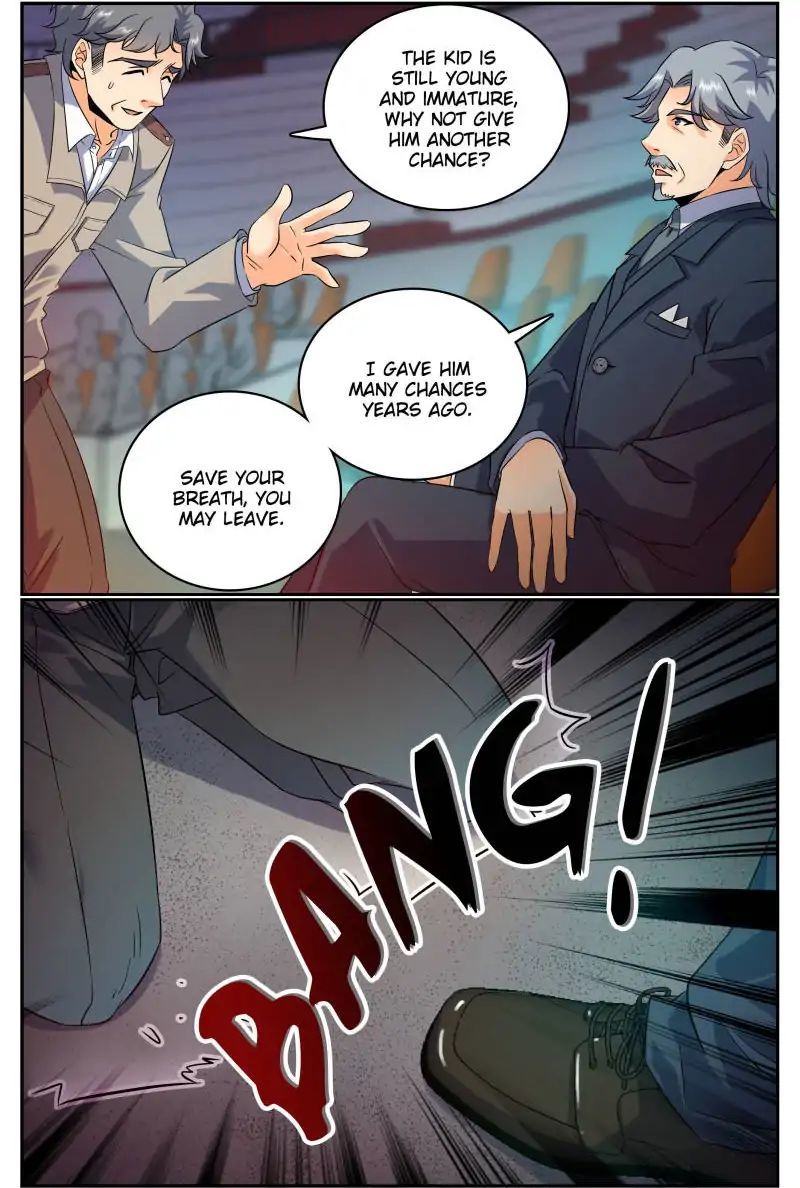 THE KID IS
STILL YOUNG
AND IMMATURE,
WHY NOT GIVE
HIM ANOTHER
CHANCE?
I GAVE HIM
MANY CHANCES
YEARS AGO.
SAVE YOUR
BREATH, YOU
MAY LEAVE.
BANG!